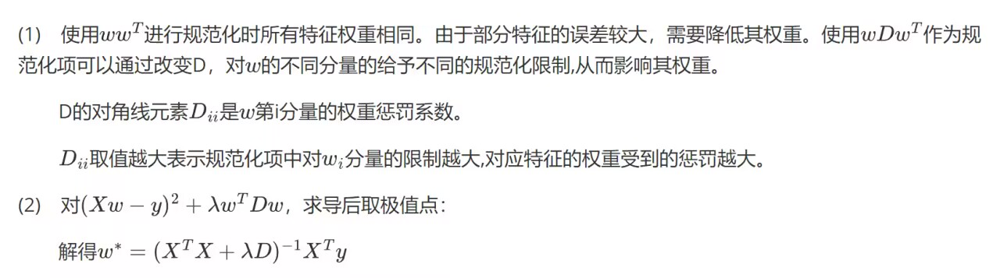 (1) 使用$ww^T$进行规范化时所有特征权重相同。由于部分特征的误差较大，需要降低其权重。使用$wDw^T$作为规
范化项可以通过改变D，对$w$的不同分量的给予不同的规范化限制,从而影响其权重。
D的对角线元素$D_{ii}$是$w$第i分量的权重惩罚系数。
$D_{ii}$取值越大表示规范化项中对$w_i$分量的限制越大,对应特征的权重受到的惩罚越大。
(2) 对$(Xw - y)^2 + \lambda w^T Dw$，求导后取极值点：
解得$w^* = (X^T X + \lambda D)^{-1} X^T y$